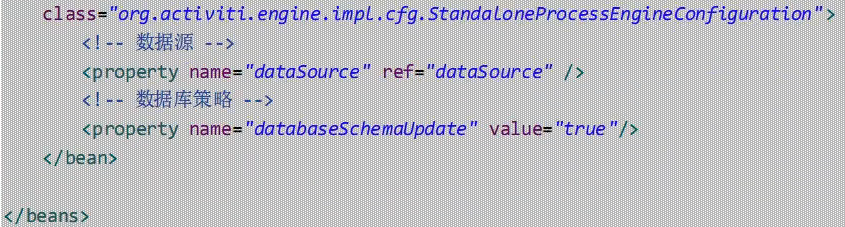 class="org.activiti.engine.impl.cfg.StandaloneProcessEngineConfiguration">
<!-- 数据源 -->
<property name="dataSource" ref="dataSource" />
<!-- 数据库策略 -->
<property name="databaseSchemaUpdate" value="true"/>
</bean>
</beans>